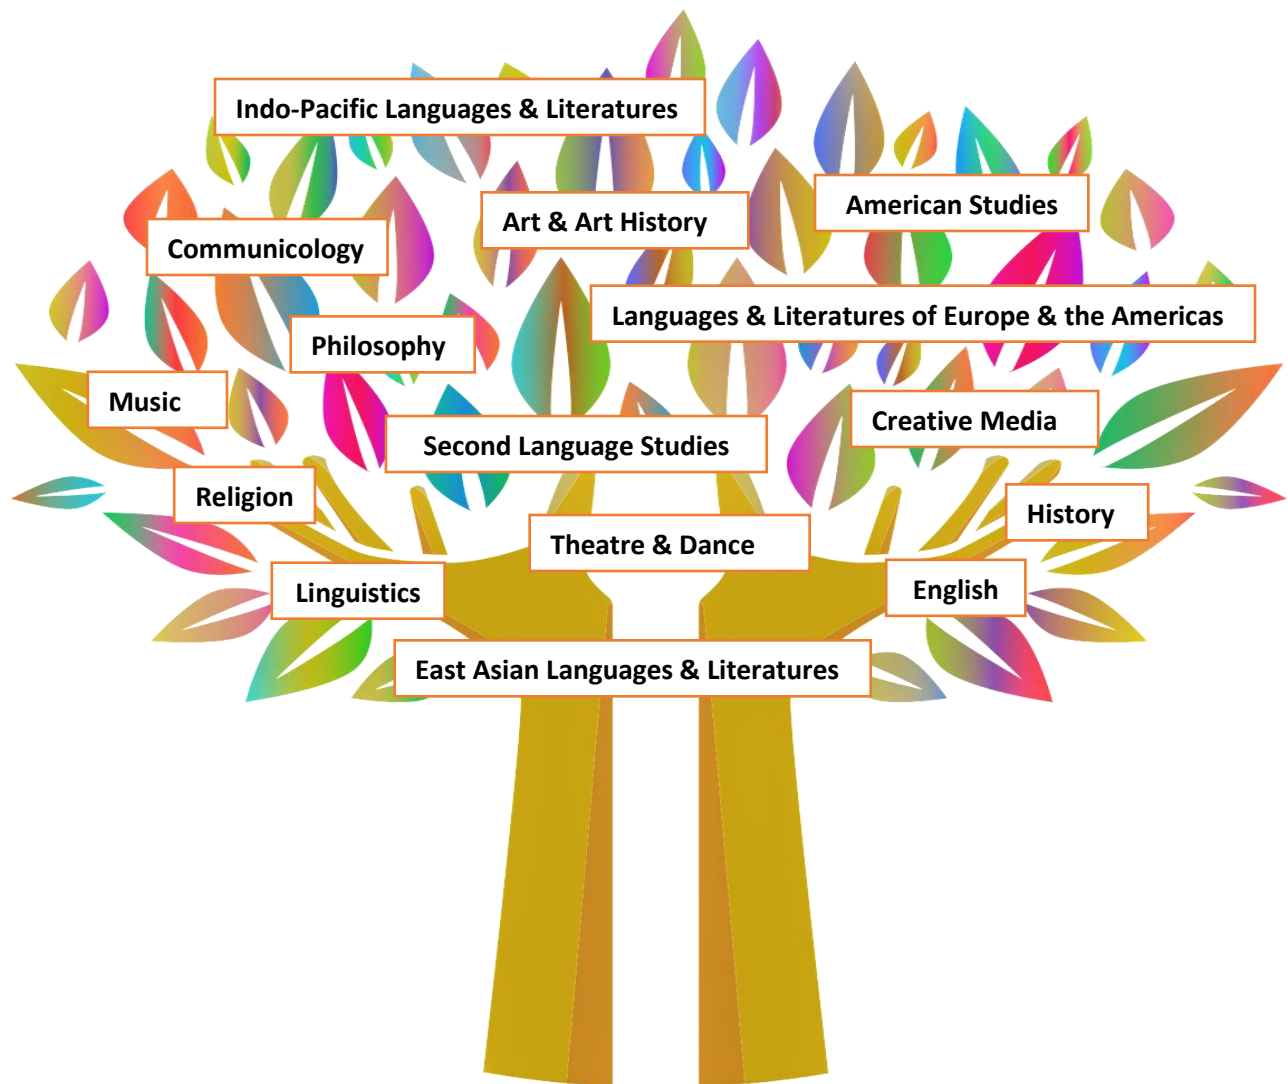 Indo-Pacific Languages & Literatures
American Studies
Art & Art History
Communicology
Languages & Literatures of Europe & the Americas
Philosophy
Music
Creative Media
Second Language Studies
Religion
History
Theatre & Dance
Linguistics
English
East Asian Languages & Literatures